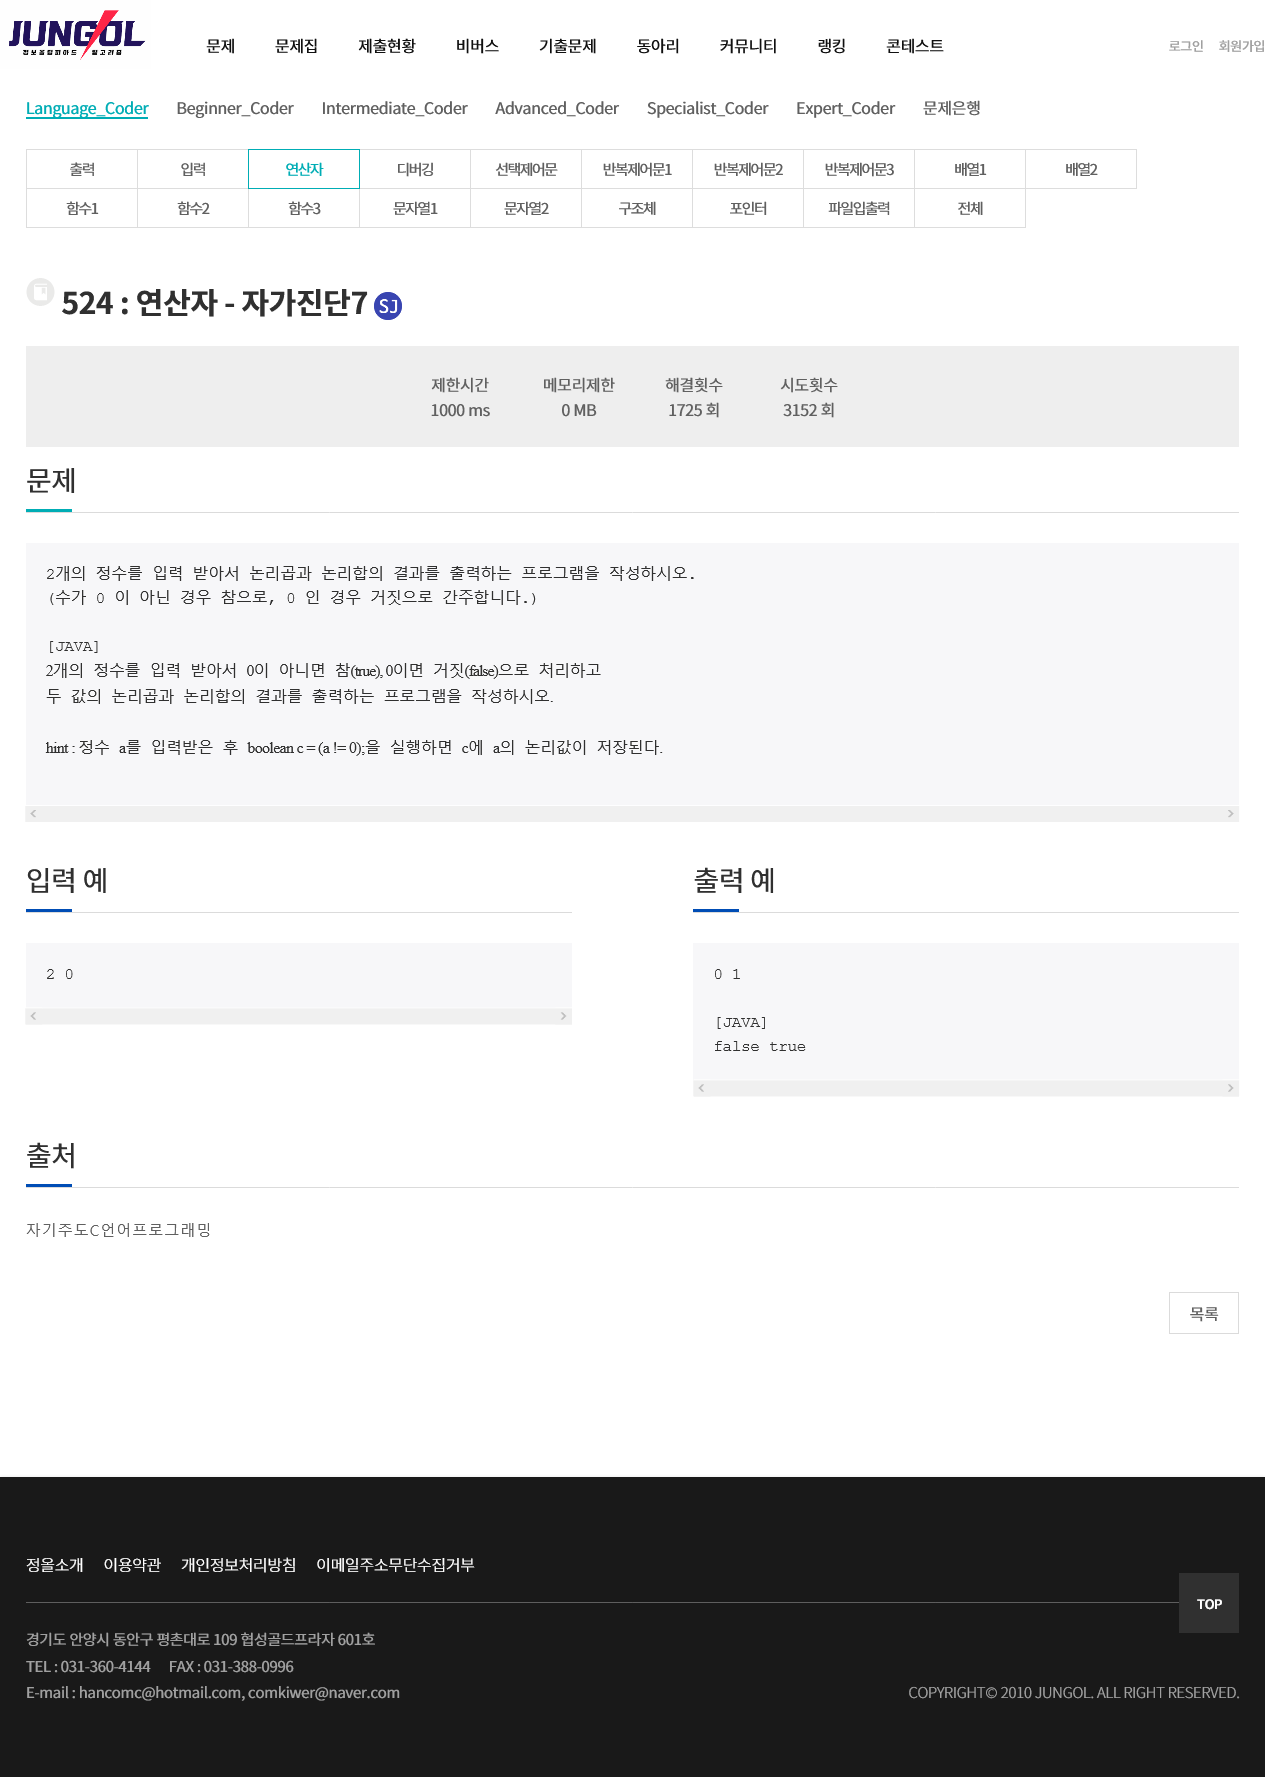 JUNGOL
정보올림피아드 알고리즘
문제 문제집 제출현황 비버스 기출문제 동아리 커뮤니티 랭킹 콘테스트 로그인 회원가입
Language_Coder Beginner_Coder Intermediate_Coder Advanced_Coder Specialist_Coder Expert_Coder 문제은행
출력 입력 연산자 디버깅 선택제어문 반복제어문1 반복제어문2 반복제어문3 배열1 배열2
함수1 함수2 함수3 문자열1 문자열2 구조체 포인터 파일입출력 전체
524 : 연산자 - 자가진단7 SJ
제한시간 메모리제한 해결횟수 시도횟수
1000 ms 0 MB 1725 회 3152 회
문제
2개의 정수를 입력 받아서 논리곱과 논리합의 결과를 출력하는 프로그램을 작성하시오.
(수가 0 이 아닌 경우 참으로, 0 인 경우 거짓으로 간주합니다.)
[JAVA]
2개의 정수를 입력 받아서 0이 아니면 참(true), 0이면 거짓(false)으로 처리하고
두 값의 논리곱과 논리합의 결과를 출력하는 프로그램을 작성하시오.
hint : 정수 a를 입력받은 후 boolean c = (a != 0);을 실행하면 c에 a의 논리값이 저장된다.
입력 예
2 0
출력 예
0 1
[JAVA]
false true
출처
자기주도C언어프로그래밍
목록
정올소개 이용약관 개인정보처리방침 이메일주소무단수집거부
TOP
경기도 안양시 동안구 평촌대로 109 협성골드프라자 601호
TEL : 031-360-4144 FAX : 031-388-0996
E-mail : hancomc@hotmail.com, comkiwer@naver.com
COPYRIGHT© 2010 JUNGOL. ALL RIGHT RESERVED.